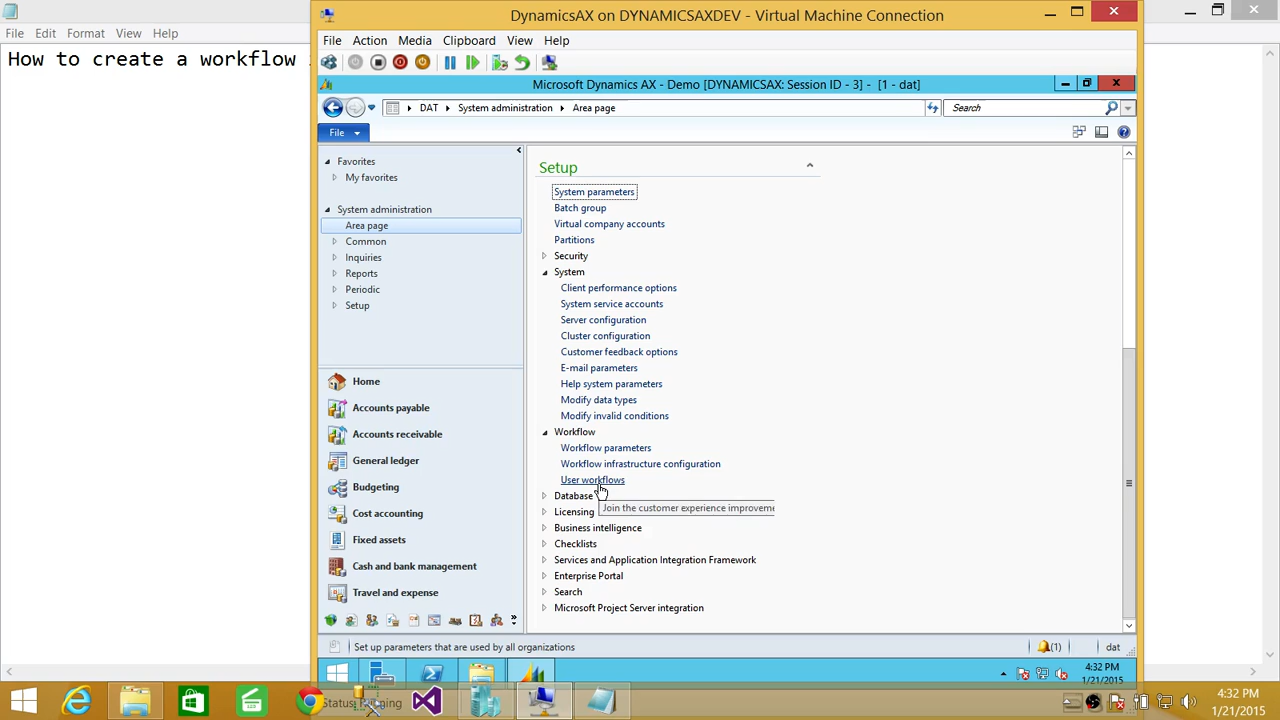 DynamicsAX on DYNAMICSAXDEV - Virtual Machine Connection
File Edit Format View Help
File Action Media Clipboard View Help
How to create a workflow
Microsoft Dynamics AX - Demo [DYNAMICSAX: Session ID - 3] - [1 - dat]
DAT System administration Area page
Search
File
Favorites
My favorites
System administration
Area page
Common
Inquiries
Reports
Periodic
Setup
Home
Accounts payable
Accounts receivable
General ledger
Budgeting
Cost accounting
Fixed assets
Cash and bank management
Travel and expense
Setup
System parameters
Batch group
Virtual company accounts
Partitions
Security
System
Client performance options
System service accounts
Server configuration
Cluster configuration
Customer feedback options
E-mail parameters
Help system parameters
Modify data types
Modify invalid conditions
Workflow
Workflow parameters
Workflow infrastructure configuration
User workflows
Database
Join the customer experience improveme
Licensing
Business intelligence
Checklists
Services and Application Integration Framework
Enterprise Portal
Search
Microsoft Project Server integration
Set up parameters that are used by all organizations
(1)
dat
4:32 PM
1/21/2015
Status: Running
4:32 PM
1/21/2015